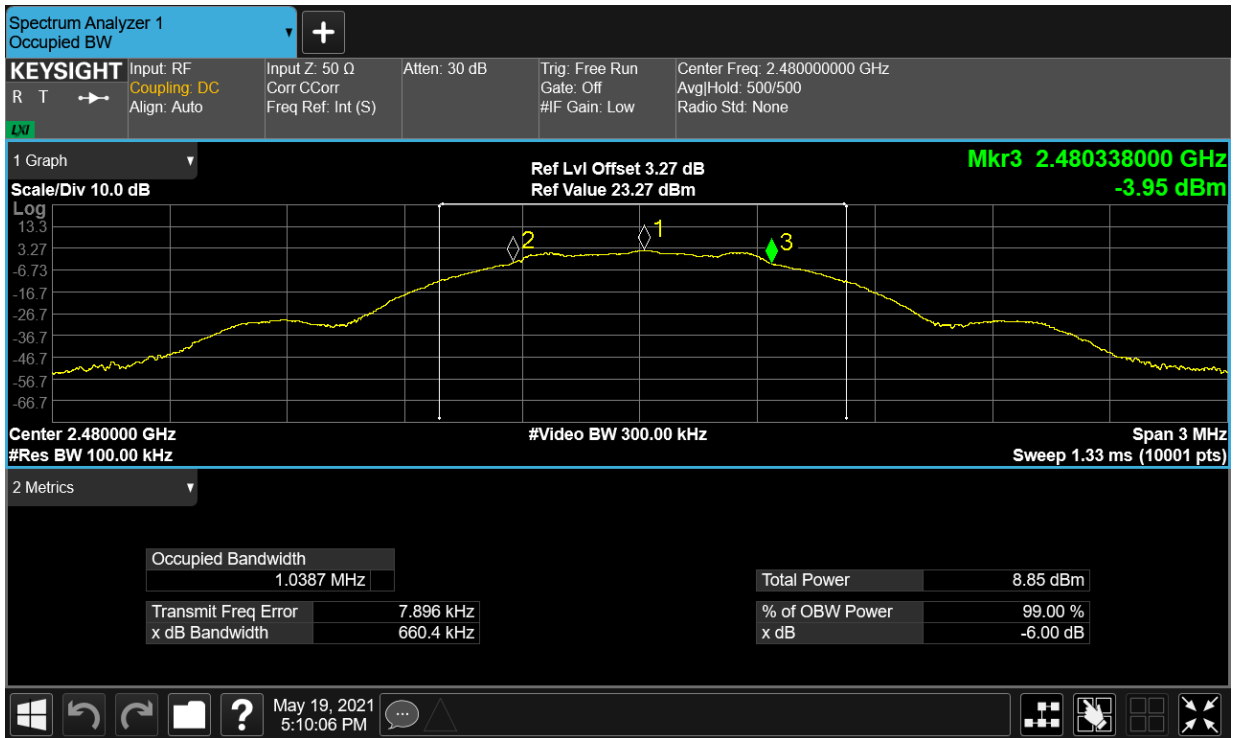 Spectrum Analyzer 1
Occupied BW
KEYSIGHT
R T
LXI
Input: RF
Coupling: DC
Align: Auto
Input Z: 50 Ω
Corr CCorr
Freq Ref: Int (S)
Atten: 30 dB
Trig: Free Run
Gate: Off
#IF Gain: Low
Center Freq: 2.480000000 GHz
Avg|Hold: 500/500
Radio Std: None
1 Graph
Scale/Div 10.0 dB
Ref Lvl Offset 3.27 dB
Ref Value 23.27 dBm
Mkr3 2.480338000 GHz
-3.95 dBm
Log
13.3
3.27
-6.73
-16.7
-26.7
-36.7
-46.7
-56.7
-66.7
2
1
3
Center 2.480000 GHz
#Video BW 300.00 kHz
Span 3 MHz
#Res BW 100.00 kHz
Sweep 1.33 ms (10001 pts)
2 Metrics
Occupied Bandwidth
1.0387 MHz
Total Power 8.85 dBm
Transmit Freq Error 7.896 kHz
% of OBW Power 99.00 %
x dB Bandwidth 660.4 kHz
x dB -6.00 dB
?
May 19, 2021
5:10:06 PM